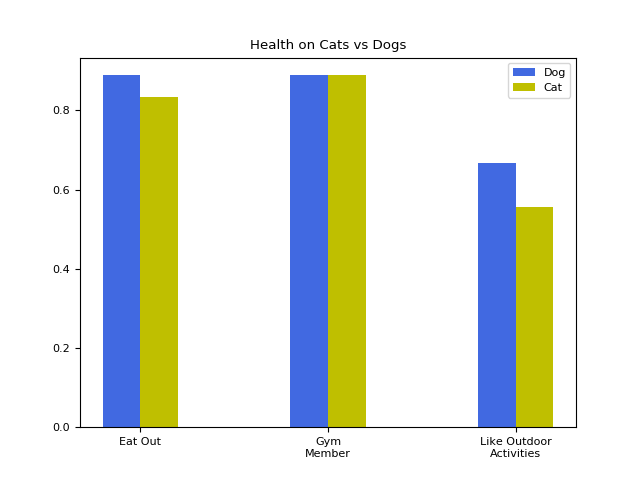 Health on Cats vs Dogs
Dog
Cat
0.8
0.6
0.4
0.2
0.0
Eat Out
Gym
Member
Like Outdoor
Activities